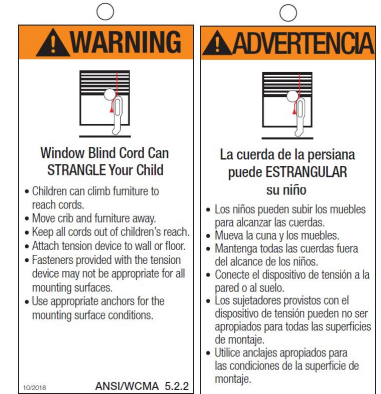 WARNING
Window Blind Cord Can
STRANGLE Your Child
• Children can climb furniture to
reach cords.
• Move crib and furniture away.
• Keep all cords out of children's reach.
• Attach tension device to wall or floor.
• Fasteners provided with the tension
device may not be appropriate for all
mounting surfaces.
• Use appropriate anchors for the
mounting surface conditions.
10/2018 ANSI/WCMA 5.2.2
ADVERTENCIA
La cuerda de la persiana
puede ESTRANGULAR
su niño
• Los niños pueden subir los muebles
para alcanzar las cuerdas.
• Mueva la cuna y los muebles.
• Mantenga todas las cuerdas fuera
del alcance de los niños.
• Conecte el dispositivo de tensión a la
pared o al suelo.
• Los sujetadores provistos con el
dispositivo de tensión pueden no ser
apropiados para todas las superficies
de montaje.
• Utilice anclajes apropiados para
las condiciones de la superficie de
montaje.